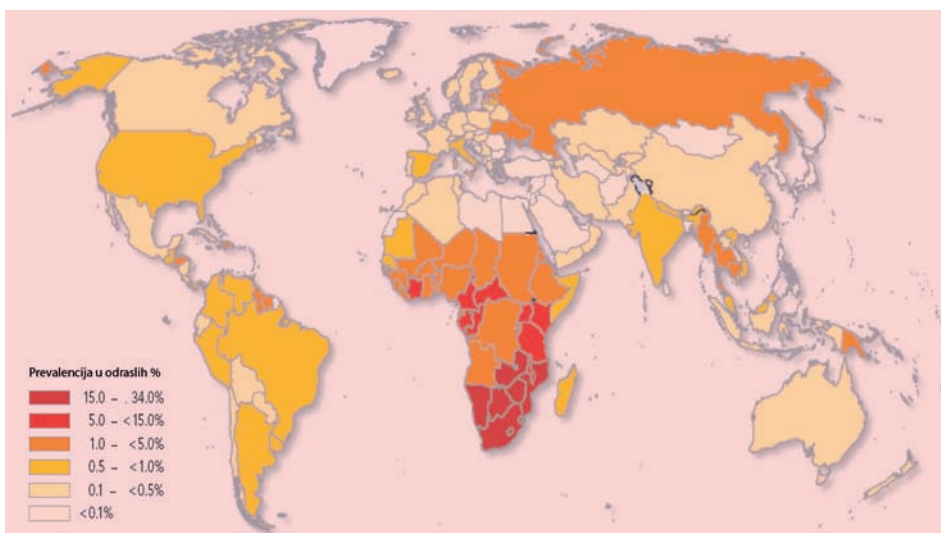 Prevalencija u odraslih %
15.0 – . 34.0%
5.0 – <15.0%
1.0 – <5.0%
0.5 – <1.0%
0.1 – <0.5%
<0.1%